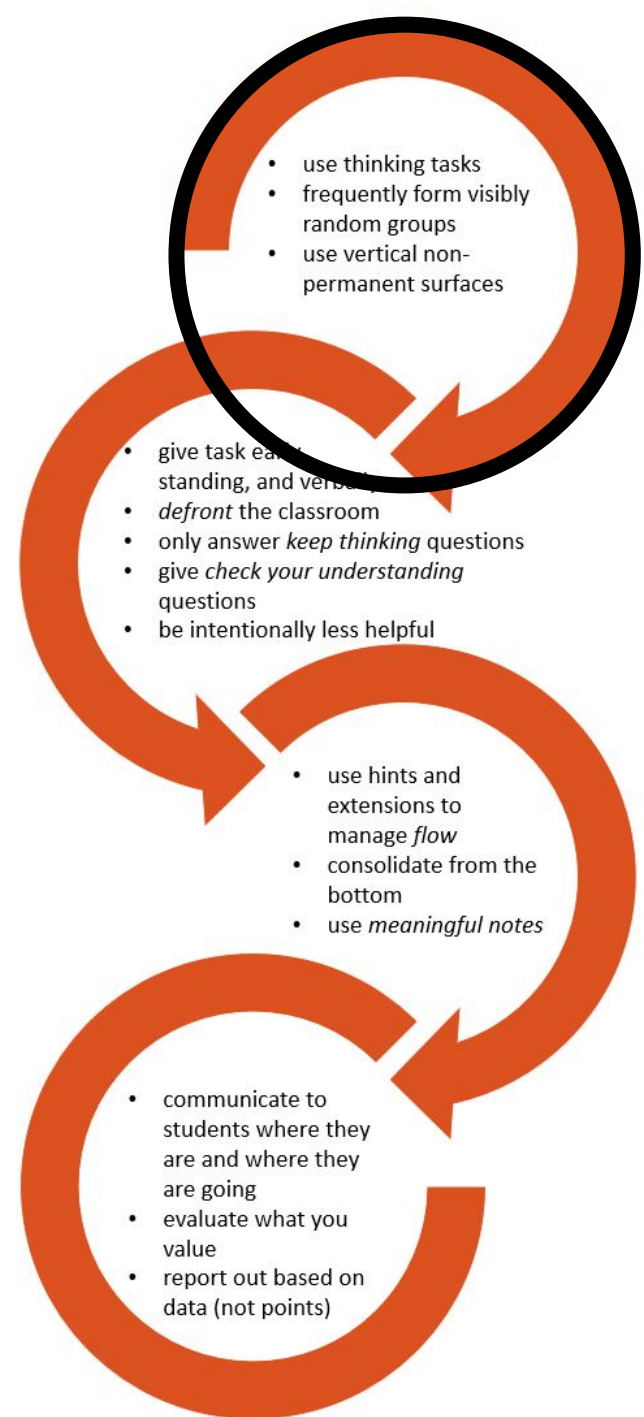 • use thinking tasks
• frequently form visibly
random groups
• use vertical non-
permanent surfaces
• give task
standing, and
• defront the classroom
• only answer keep thinking questions
• give check your understanding
questions
• be intentionally less helpful
• use hints and
extensions to
manage flow
• consolidate from the
bottom
• use meaningful notes
• communicate to
students where they
are and where they
are going
• evaluate what you
value
• report out based on
data (not points)